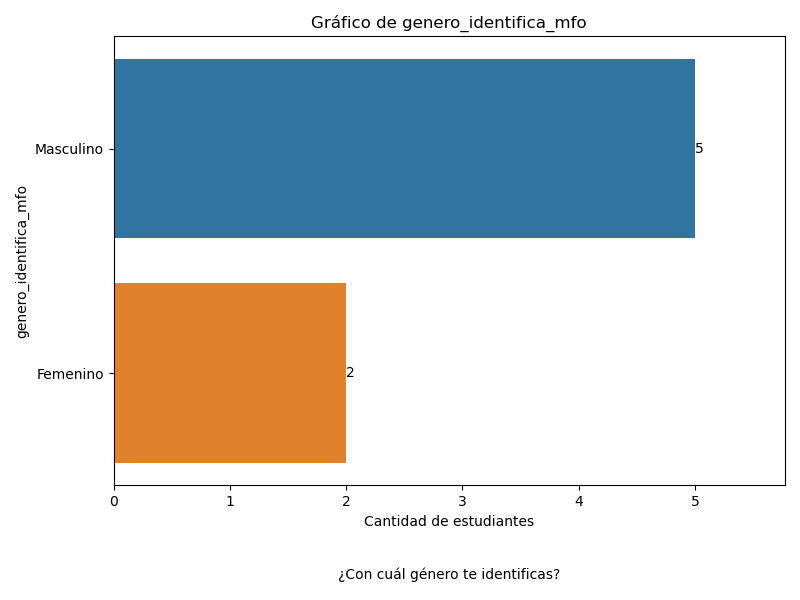 Gráfico de genero_identifica_mfo
genero_identifica_mfo
Masculino
5
Femenino
2
0 1 2 3 4 5
Cantidad de estudiantes
¿Con cuál género te identificas?